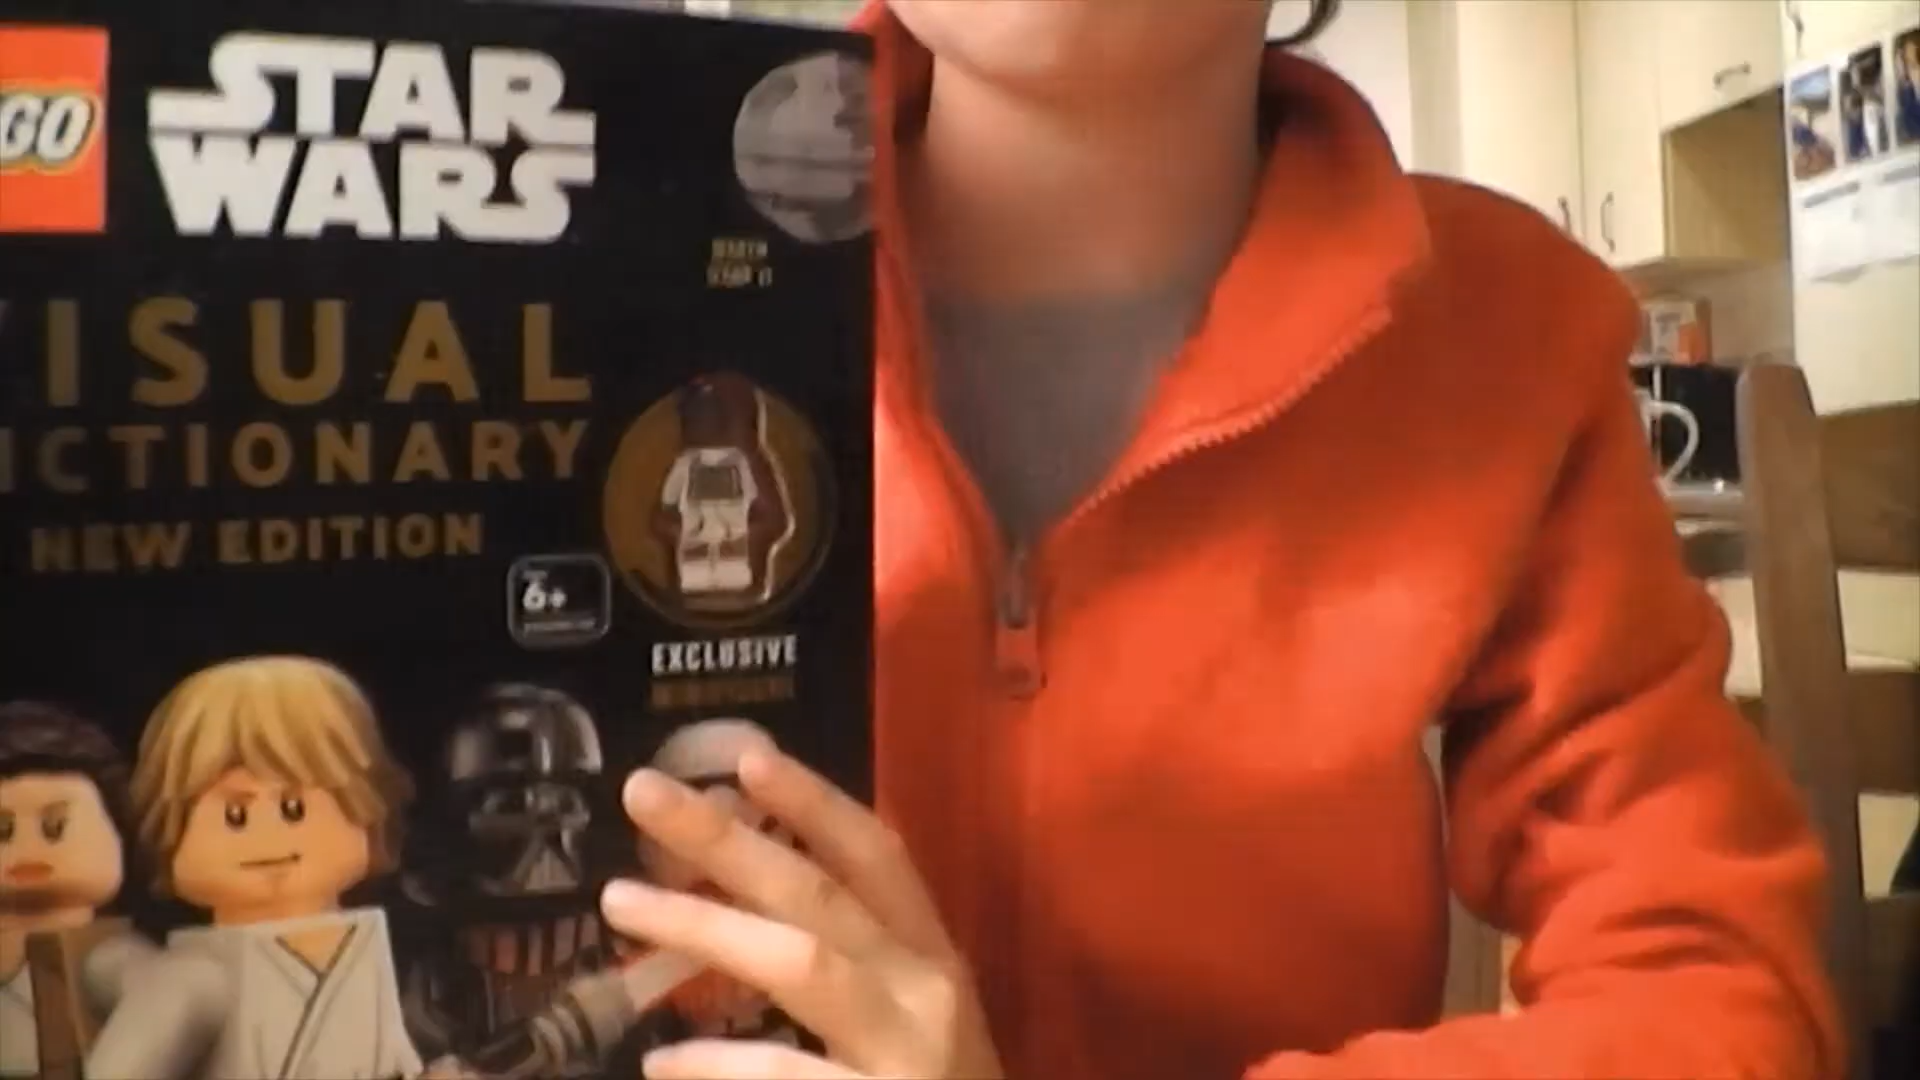 GO
STAR
WARS
ISUAL
ICTIONARY
NEW EDITION
6+
EXCLUSIVE